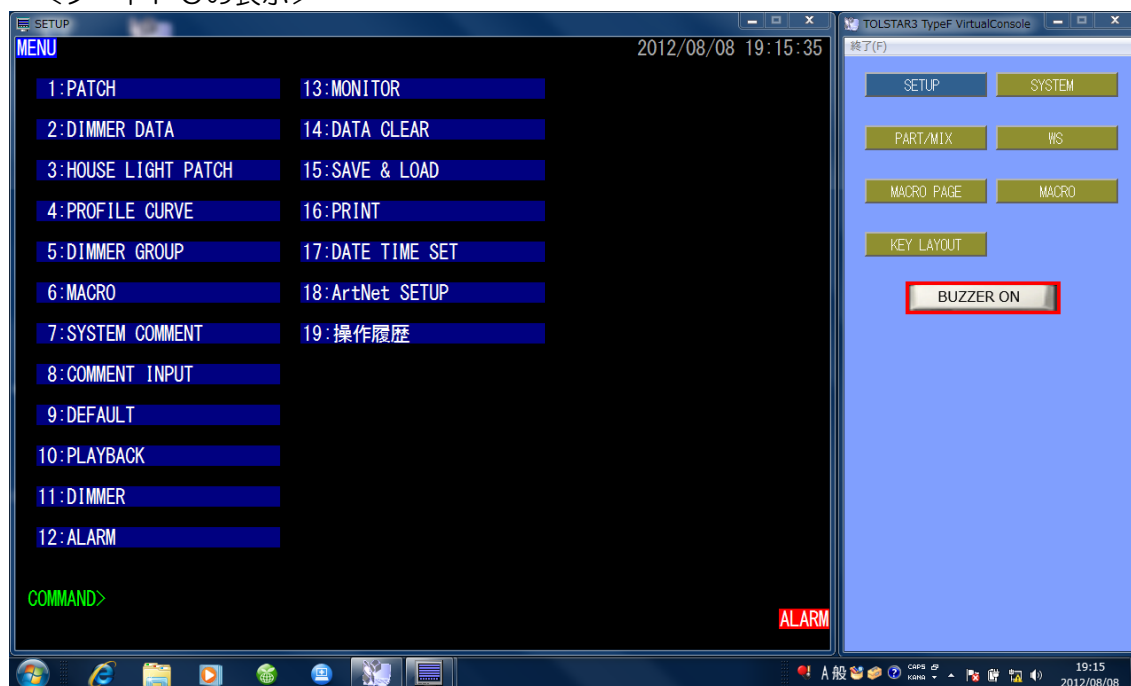 SETUP
MENU 2012/08/08 19:15:35
1:PATCH
2:DIMMER DATA
3:HOUSE LIGHT PATCH
4:PROFILE CURVE
5:DIMMER GROUP
6:MACRO
7:SYSTEM COMMENT
8:COMMENT INPUT
9:DEFAULT
10:PLAYBACK
11:DIMMER
12:ALARM
13:MONITOR
14:DATA CLEAR
15:SAVE & LOAD
16:PRINT
17:DATE TIME SET
18:ArtNet SETUP
19:操作履歴
COMMAND>
ALARM
TOLSTAR3 TypeF VirtualConsole
終了(F)
SETUP SYSTEM
PART/MIX WS
MACRO PAGE MACRO
KEY LAYOUT
BUZZER ON
A 般 CAPS KANA 19:15
2012/08/08